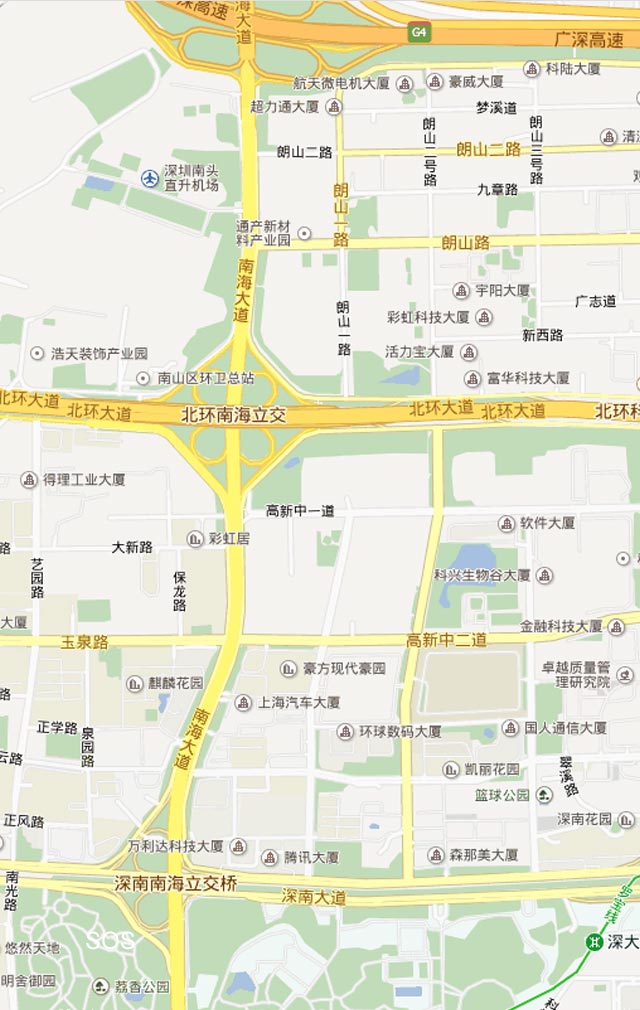 深高速
海大道
G4
广深高速
科陆大厦
航天微电机大厦
豪威大厦
超力通大厦
梦溪道
朗山二号路
朗山三号路
清
朗山二路
朗山二路
深圳南头
直升机场
九章路
朗山一路
通产新材
料产业园
朗山路
南海大道
宇阳大厦
广志道
朗山一路
彩虹科技大厦
新西路
浩天装饰产业园
活力宝大厦
南山区环卫总站
富华科技大厦
北环大道
北环大道
北环南海立交
北环大道
北环大道
北环科
得理工业大厦
高新中一道
软件大厦
彩虹居
路
大新路
艺园路
保龙路
科兴生物谷大厦
大厦
金融科技大厦
玉泉路
高新中二道
豪方现代豪园
卓越质量管
理研究院
麒麟花园
路
上海汽车大厦
正学路
泉园路
南海大道
环球数码大厦
国人通信大厦
云路
凯丽花园
翠溪路
篮球公园
正风路
深南花园
万利达科技大厦
腾讯大厦
森那美大厦
南光路
深南南海立交桥
深南大道
号宝线
悠然天地
SOS
深大
明舍御园
荔香公园
科